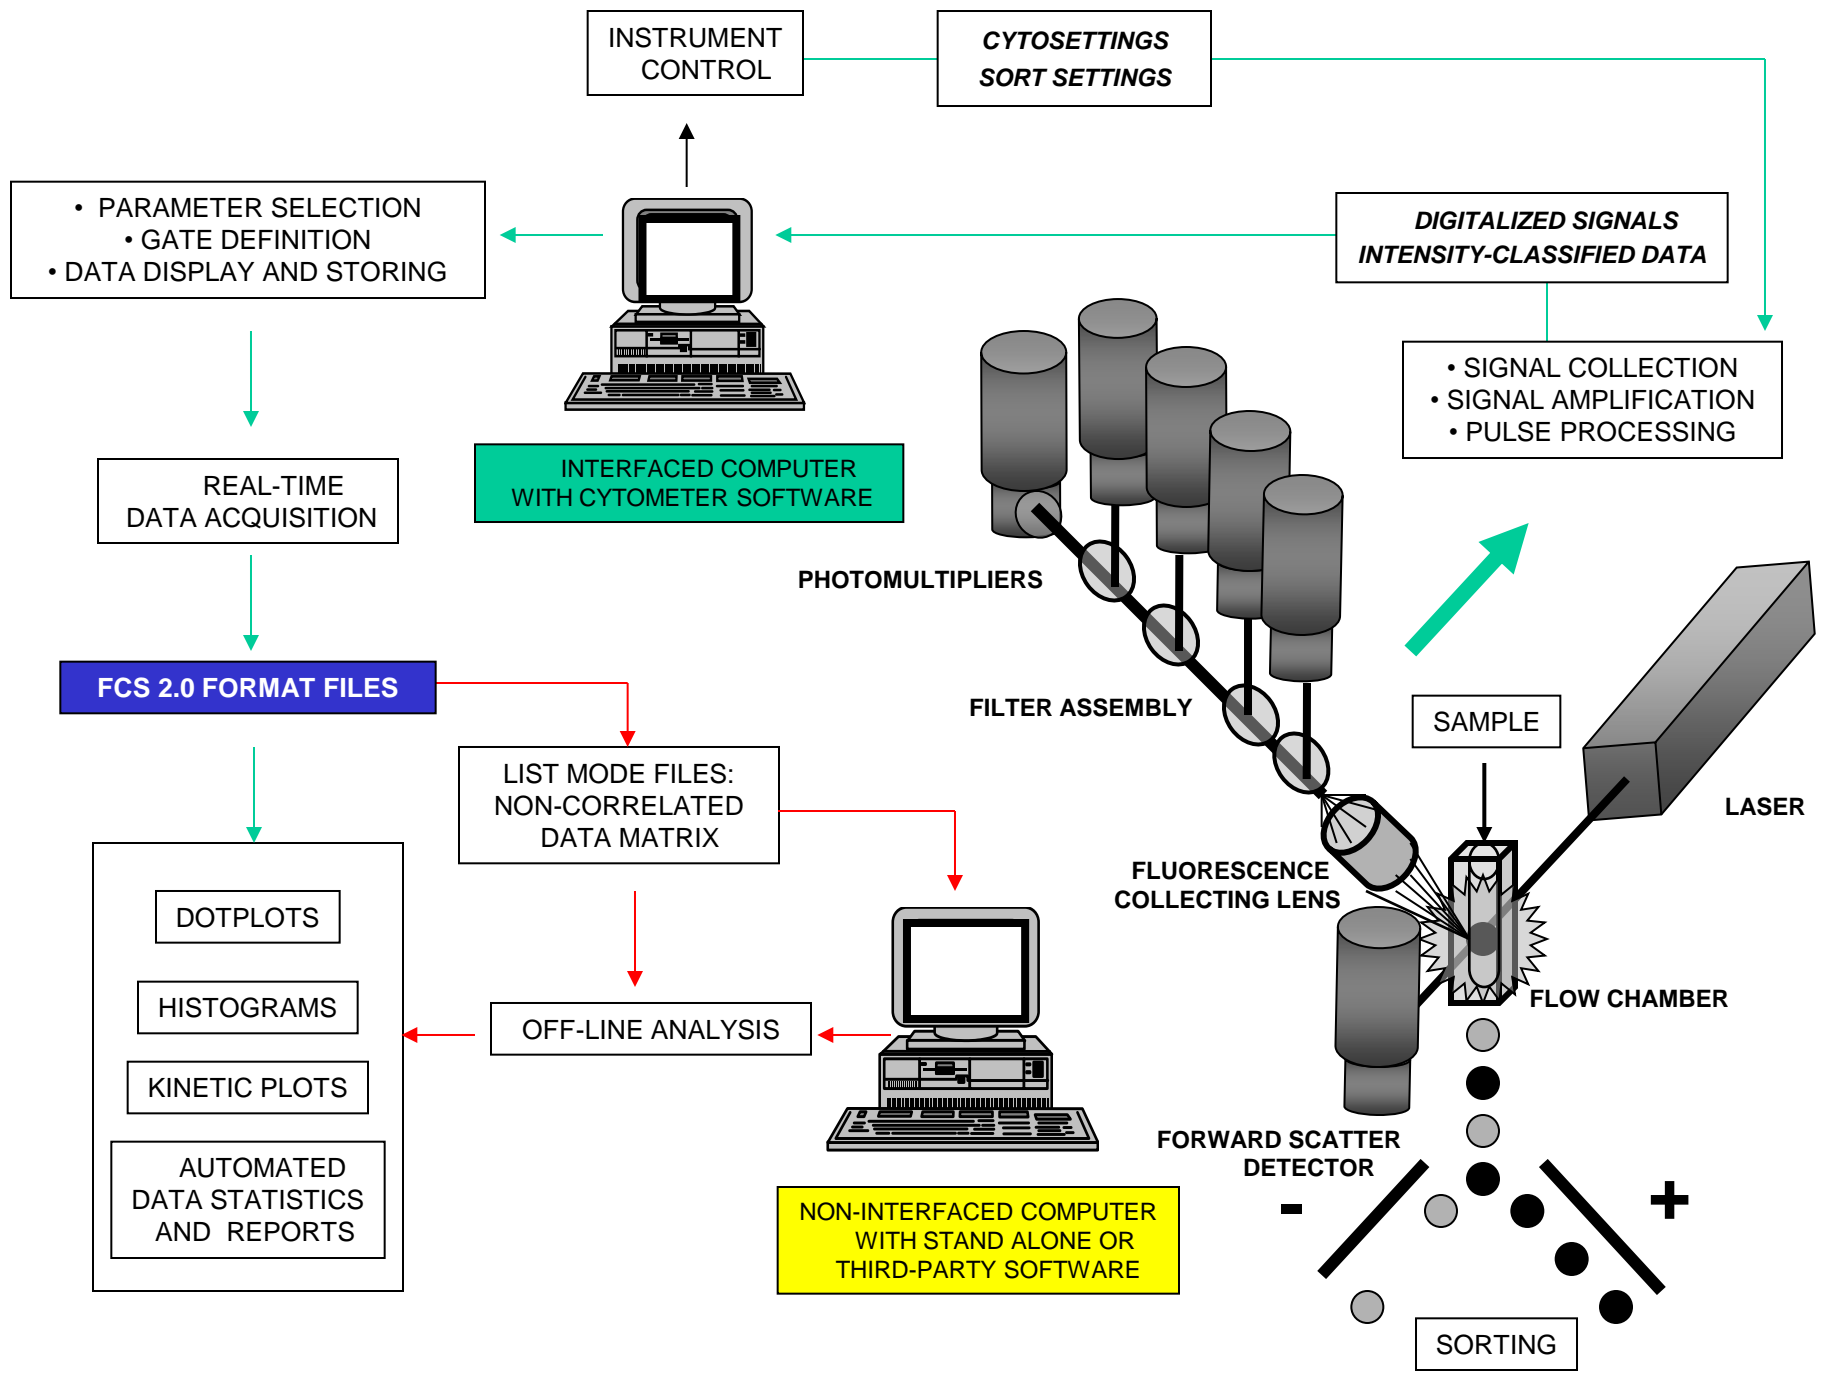 INSTRUMENT
CONTROL
CYTOSETTINGS
SORT SETTINGS
• PARAMETER SELECTION
• GATE DEFINITION
• DATA DISPLAY AND STORING
DIGITALIZED SIGNALS
INTENSITY-CLASSIFIED DATA
• SIGNAL COLLECTION
• SIGNAL AMPLIFICATION
• PULSE PROCESSING
REAL-TIME
DATA ACQUISITION
INTERFACED COMPUTER
WITH CYTOMETER SOFTWARE
PHOTOMULTIPLIERS
FCS 2.0 FORMAT FILES
FILTER ASSEMBLY
SAMPLE
LIST MODE FILES:
NON-CORRELATED
DATA MATRIX
LASER
FLUORESCENCE
COLLECTING LENS
DOTPLOTS
HISTOGRAMS
OFF-LINE ANALYSIS
FLOW CHAMBER
KINETIC PLOTS
FORWARD SCATTER
DETECTOR
AUTOMATED
DATA STATISTICS
AND REPORTS
-
+
NON-INTERFACED COMPUTER
WITH STAND ALONE OR
THIRD-PARTY SOFTWARE
SORTING